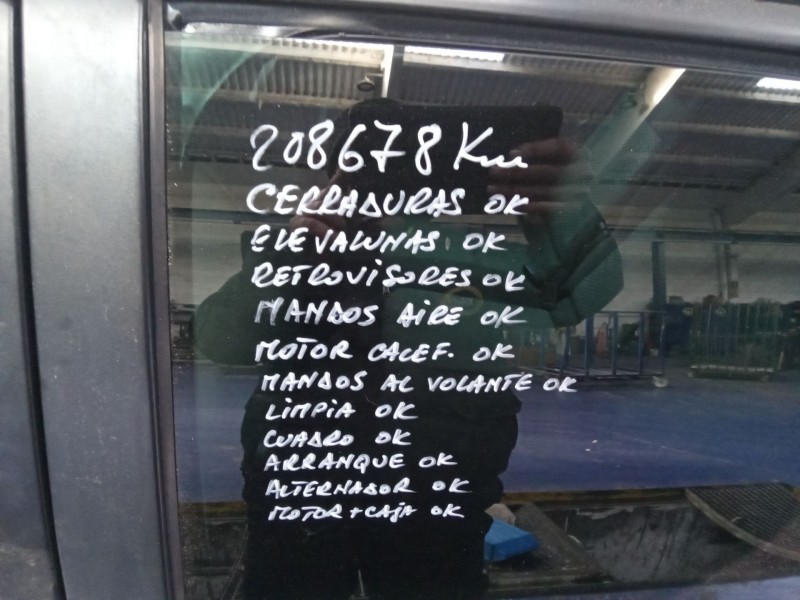 208678 Km
CERRADURAS OK
ELEVALUNAS OK
RETROVISORES OK
MANDOS AIRE OK
MOTOR CALEF. OK
MANDOS AL VOLANTE OK
LIMPIA OK
CUADRO OK
ARRANQUE OK
ALTERNADOR OK
MOTOR + CAJA OK